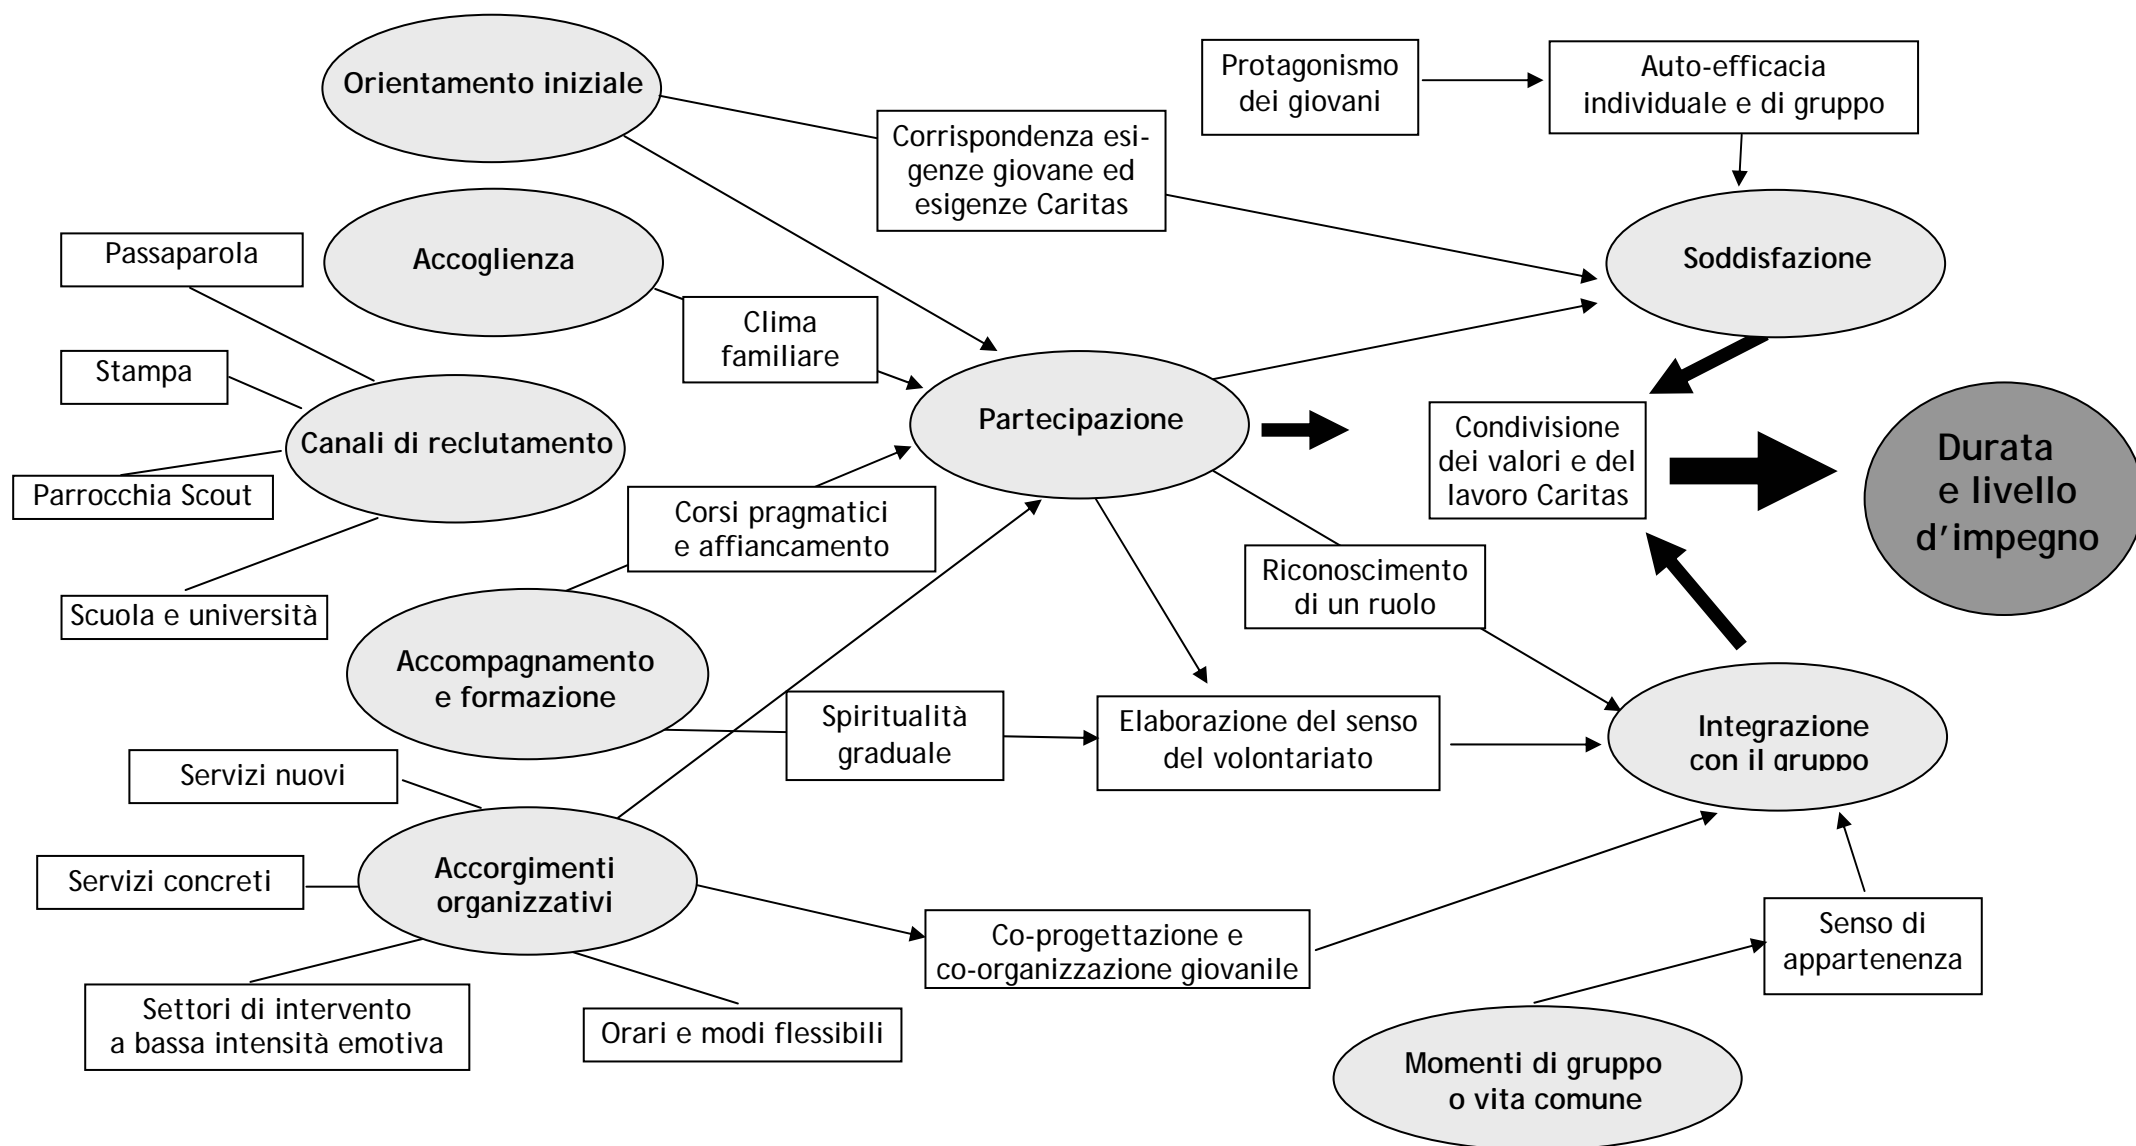 Orientamento iniziale
Protagonismo
dei giovani
Auto-efficacia
individuale e di gruppo
Corrispondenza esi-
genze giovane ed
esigenze Caritas
Accoglienza
Soddisfazione
Passaparola
Clima
familiare
Stampa
Canali di reclutamento
Partecipazione
Condivisione
dei valori e del
lavoro Caritas
Durata
e livello
d'impegno
Parrocchia Scout
Corsi pragmatici
e affiancamento
Scuola e università
Riconoscimento
di un ruolo
Accompagnamento
e formazione
Spiritualità
graduale
Elaborazione del senso
del volontariato
Integrazione
con il gruppo
Servizi nuovi
Servizi concreti
Accorgimenti
organizzativi
Co-progettazione e
co-organizzazione giovanile
Senso di
appartenenza
Settori di intervento
a bassa intensità emotiva
Orari e modi flessibili
Momenti di gruppo
o vita comune